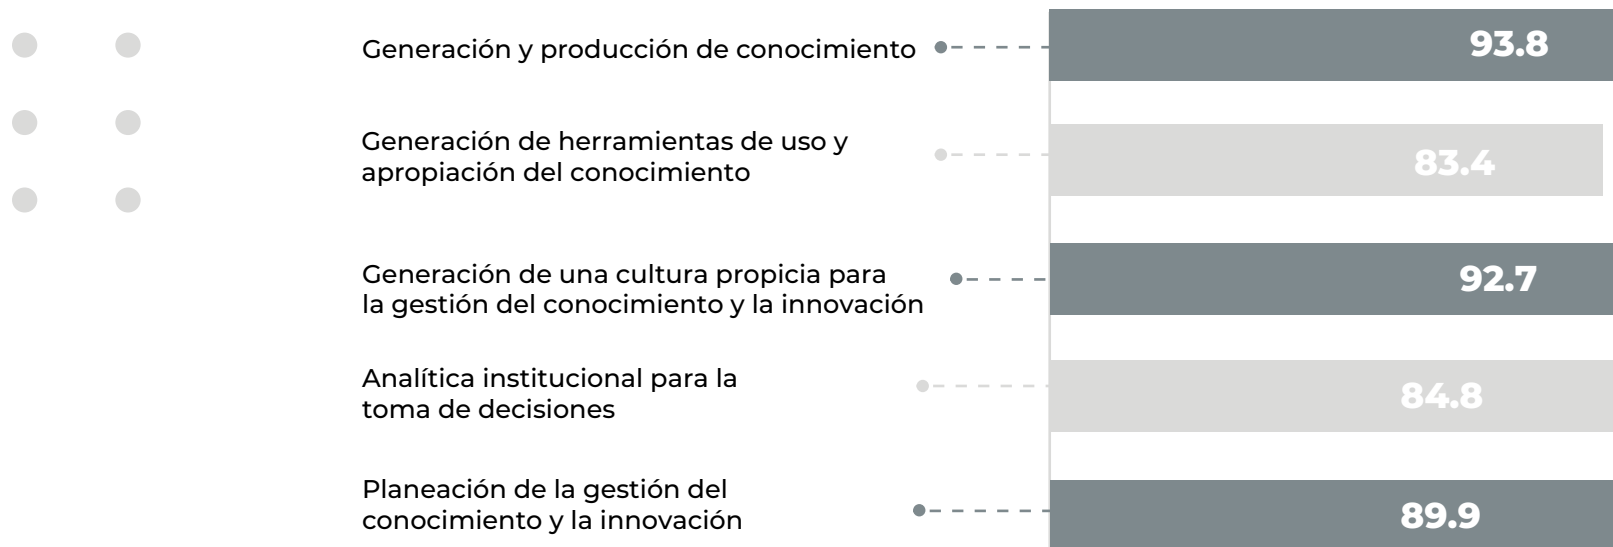 Generación y producción de conocimiento
93.8
Generación de herramientas de uso y
apropiación del conocimiento
83.4
Generación de una cultura propicia para
la gestión del conocimiento y la innovación
92.7
Analítica institucional para la
toma de decisiones
84.8
Planeación de la gestión del
conocimiento y la innovación
89.9